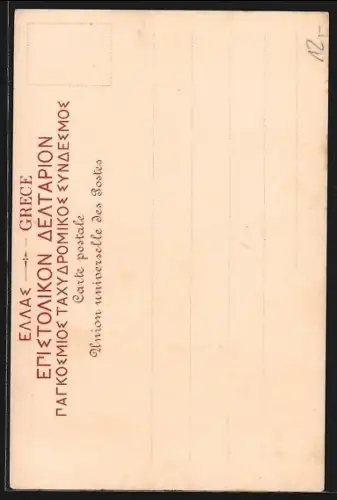 ΕΛΛΑΣ — GRECE
ΕΠΙΣΤΟΛΙΚΟΝ ΔΕΛΤΑΡΙΟΝ
ΠΑΓΚΟΣΜΙΟΣ ΤΑΧΥΔΡΟΜΙΚΟΣ ΣΥΝΔΕΣΜΟΣ
Carte postale
Union universelle des Postes
12,-